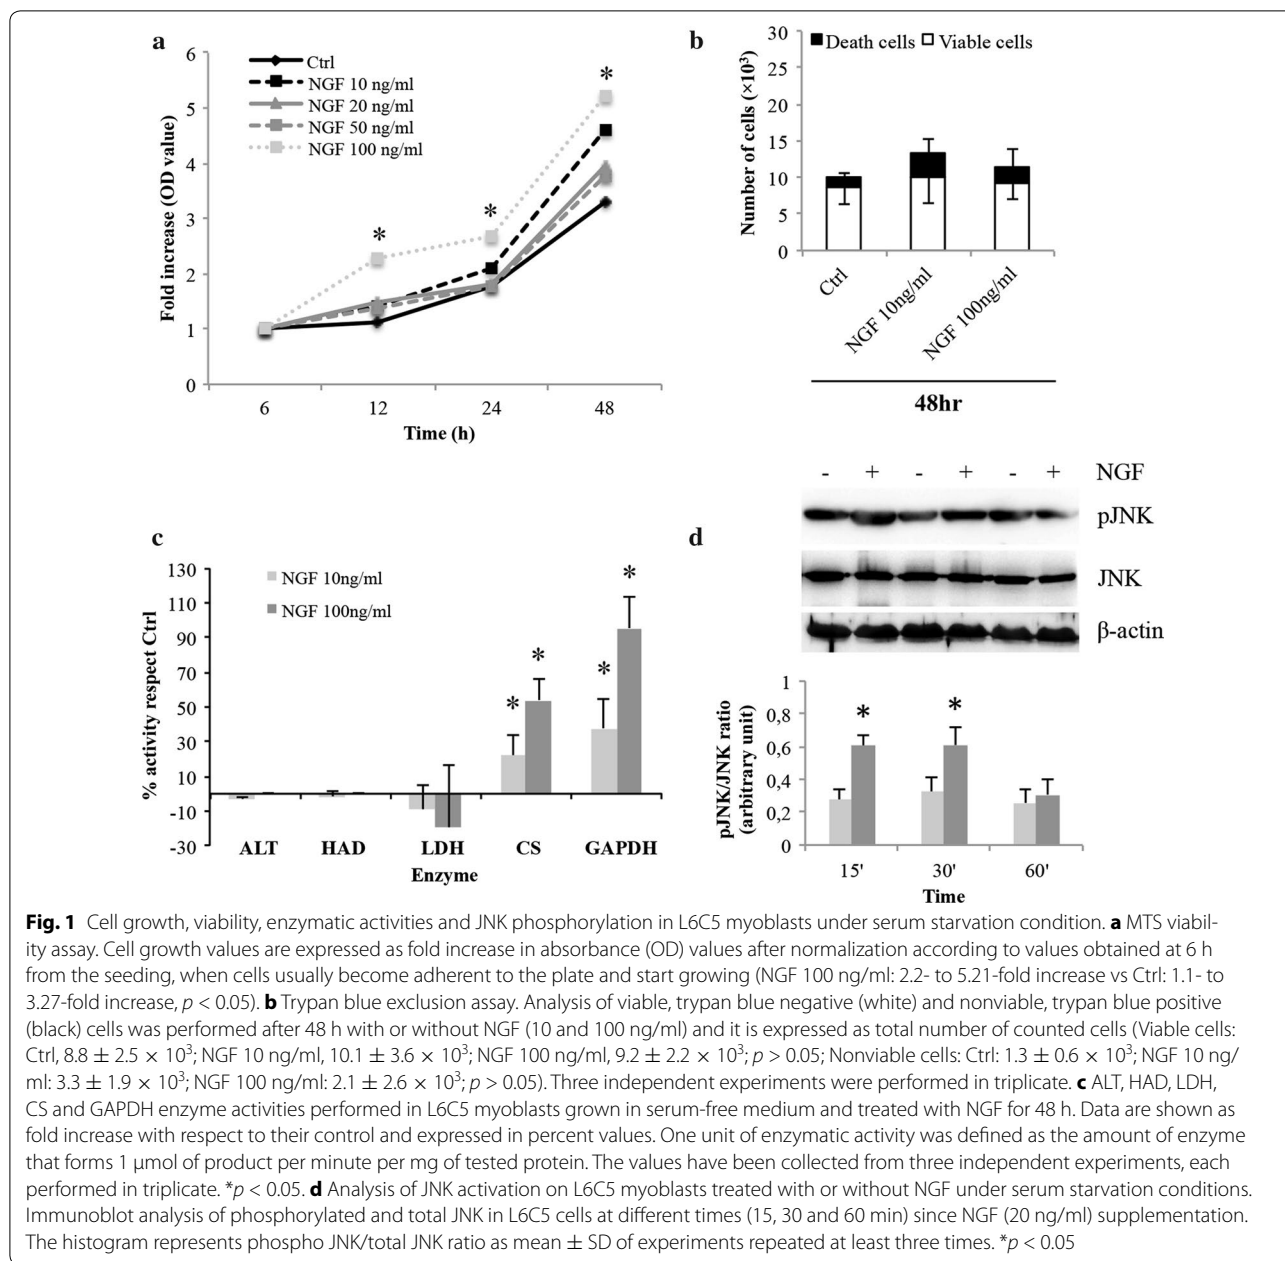 a
6
5
4
3
2
1
0
Fold increase (OD value)
Ctrl
NGF 10 ng/ml
NGF 20 ng/ml
NGF 50 ng/ml
NGF 100 ng/ml
*
*
*
6 12 24 48
Time (h)
b
30
25
20
15
10
5
0
Number of cells (×10³)
Death cells Viable cells
Ctrl
NGF 10ng/ml
NGF 100ng/ml
48hr
c
130
110
90
70
50
30
10
-10
-30
% activity respect Ctrl
NGF 10ng/ml
NGF 100ng/ml
* * * *
ALT HAD LDH CS GAPDH
Enzyme
d
- + - + - + NGF
pJNK
JNK
β-actin
1
0,8
0,6
0,4
0,2
0
pJNK/JNK ratio
(arbitrary unit)
* *
15' 30' 60'
Time
Fig. 1 Cell growth, viability, enzymatic activities and JNK phosphorylation in L6C5 myoblasts under serum starvation condition. a MTS viabil-
ity assay. Cell growth values are expressed as fold increase in absorbance (OD) values after normalization according to values obtained at 6 h
from the seeding, when cells usually become adherent to the plate and start growing (NGF 100 ng/ml: 2.2- to 5.21-fold increase vs Ctrl: 1.1- to
3.27-fold increase, p < 0.05). b Trypan blue exclusion assay. Analysis of viable, trypan blue negative (white) and nonviable, trypan blue positive
(black) cells was performed after 48 h with or without NGF (10 and 100 ng/ml) and it is expressed as total number of counted cells (Viable cells:
Ctrl, 8.8 ± 2.5 × 10³; NGF 10 ng/ml, 10.1 ± 3.6 × 10³; NGF 100 ng/ml, 9.2 ± 2.2 × 10³; p > 0.05; Nonviable cells: Ctrl: 1.3 ± 0.6 × 10³; NGF 10 ng/
ml: 3.3 ± 1.9 × 10³; NGF 100 ng/ml: 2.1 ± 2.6 × 10³; p > 0.05). Three independent experiments were performed in triplicate. c ALT, HAD, LDH,
CS and GAPDH enzyme activities performed in L6C5 myoblasts grown in serum-free medium and treated with NGF for 48 h. Data are shown as
fold increase with respect to their control and expressed in percent values. One unit of enzymatic activity was defined as the amount of enzyme
that forms 1 μmol of product per minute per mg of tested protein. The values have been collected from three independent experiments, each
performed in triplicate. *p < 0.05. d Analysis of JNK activation on L6C5 myoblasts treated with or without NGF under serum starvation conditions.
Immunoblot analysis of phosphorylated and total JNK in L6C5 cells at different times (15, 30 and 60 min) since NGF (20 ng/ml) supplementation.
The histogram represents phospho JNK/total JNK ratio as mean ± SD of experiments repeated at least three times. *p < 0.05